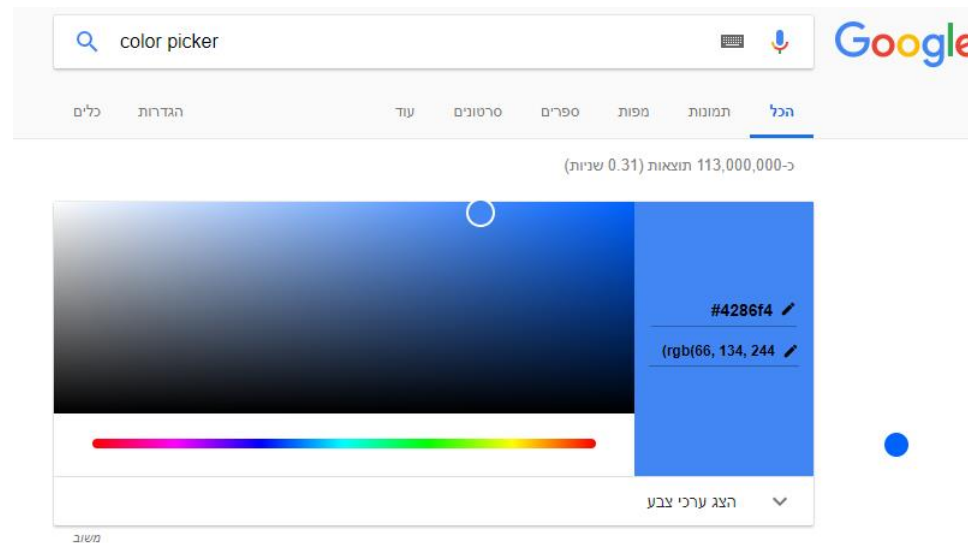 color picker
Google
הכל תמונות מפות ספרים סרטונים עוד הגדרות כלים
כ-113,000,000 תוצאות (0.31 שניות)
#4286f4
(rgb(66, 134, 244
הצג ערכי צבע
משוב